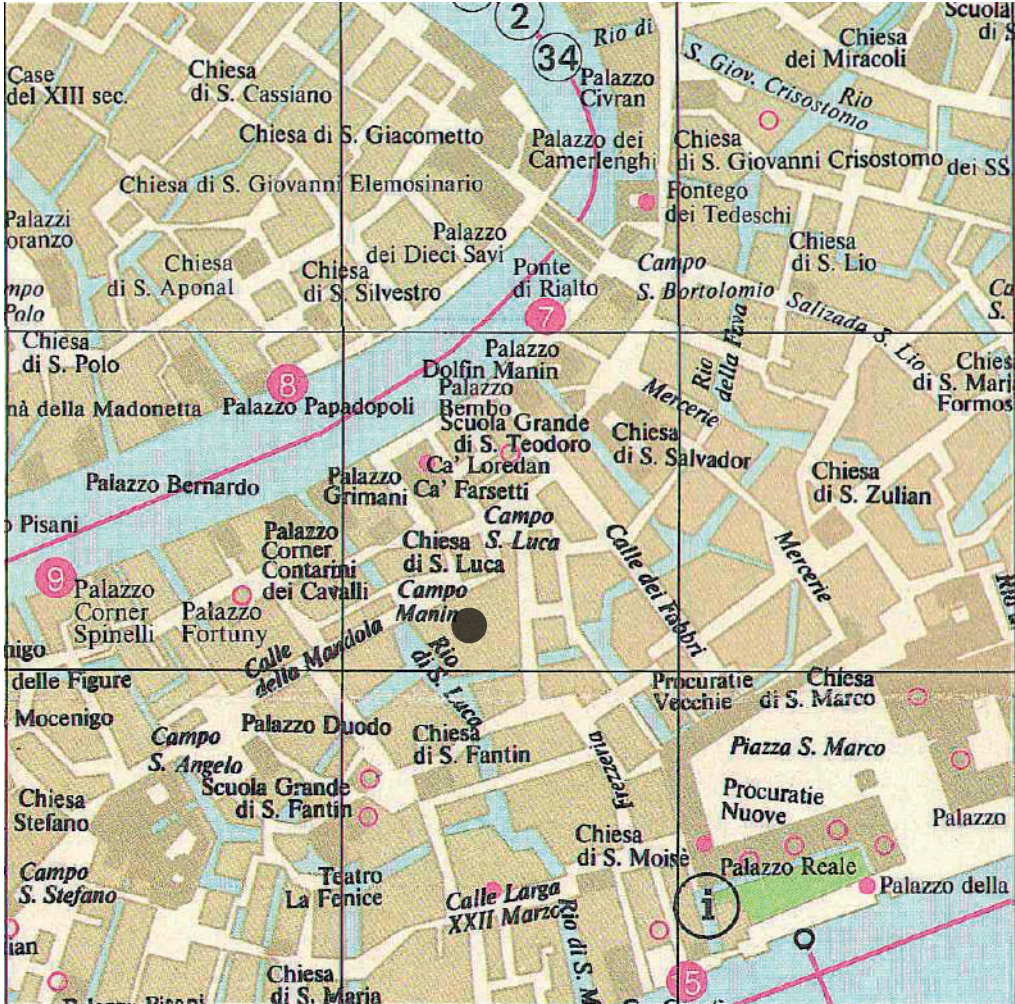 2
34
Rio di
Scuola
di S
Chiesa
dei Miracoli
Case
del XIII sec.
Chiesa
di S. Cassiano
Palazzo
Civran
S. Giov. Crisostomo
Rio
dei SS
Chiesa di S. Giacometto
Palazzo dei
Camerlenghi
Chiesa
di S. Giovanni Crisostomo
Chiesa di S. Giovanni Elemosinario
Fontego
dei Tedeschi
Palazzi
oranzo
Palazzo
dei Dieci Savi
Chiesa
di S. Lio
Chiesa
di S. Aponal
Chiesa
di S. Silvestro
Ponte
di Rialto
Campo
S. Bortolomio
Salizada S. Lio
Ca
S.
mpo
Polo
7
Chiesa
di S. Polo
Palazzo
Dolfin Manin
Rio
della Fava
Chies
di S. Mari
Formos
8
nà della Madonetta
Palazzo Papadopoli
Palazzo
Bembo
Mercerie
Scuola Grande
di S. Teodoro
Chiesa
di S. Salvador
Palazzo Bernardo
Palazzo
Grimani
Ca' Loredan
Ca' Farsetti
Chiesa
di S. Zulian
o Pisani
Campo
S. Luca
Palazzo
Corner
Contarini
dei Cavalli
Chiesa
di S. Luca
Calle dei Fabbri
Mercerie
9
Palazzo
Corner
Spinelli
Palazzo
Fortuny
Campo
Manin
Calle
della Mandola
Rio
di S. Luca
nigo
delle Figure
Procuratie
Vecchie
Chiesa
di S. Marco
Mocenigo
Palazzo Duodo
Campo
S. Angelo
Chiesa
di S. Fantin
Frezzeria
Piazza S. Marco
Scuola Grande
di S. Fantin
Procuratie
Nuove
Palazzo
Chiesa
Stefano
Chiesa
di S. Moisè
Palazzo Reale
Campo
S. Stefano
Teatro
La Fenice
Calle Larga
XXII Marzo
i
Palazzo della
Rio di S. M
ian
Chiesa
di S. Maria
5
Palazzo Pisani